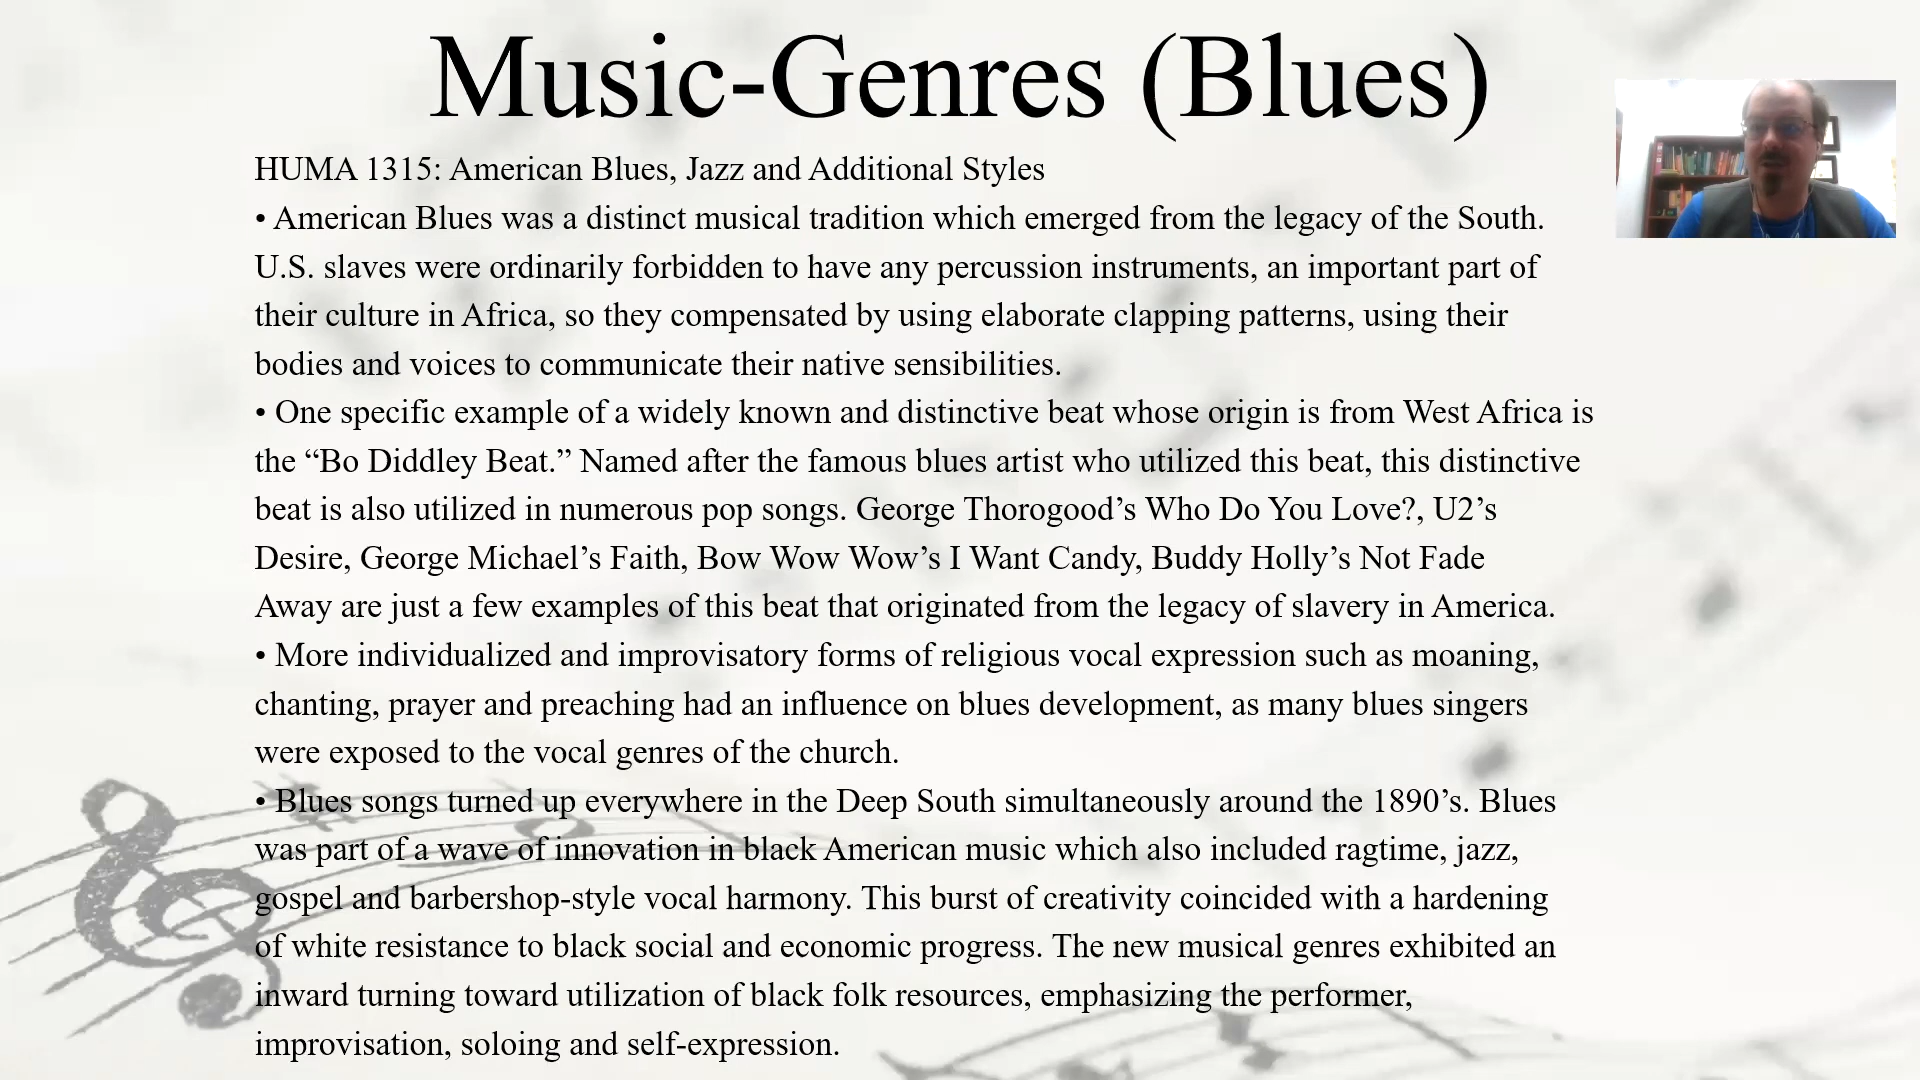 Music-Genres (Blues)
HUMA 1315: American Blues, Jazz and Additional Styles
• American Blues was a distinct musical tradition which emerged from the legacy of the South.
U.S. slaves were ordinarily forbidden to have any percussion instruments, an important part of
their culture in Africa, so they compensated by using elaborate clapping patterns, using their
bodies and voices to communicate their native sensibilities.
• One specific example of a widely known and distinctive beat whose origin is from West Africa is
the “Bo Diddley Beat.” Named after the famous blues artist who utilized this beat, this distinctive
beat is also utilized in numerous pop songs. George Thorogood’s Who Do You Love?, U2’s
Desire, George Michael’s Faith, Bow Wow Wow’s I Want Candy, Buddy Holly’s Not Fade
Away are just a few examples of this beat that originated from the legacy of slavery in America.
• More individualized and improvisatory forms of religious vocal expression such as moaning,
chanting, prayer and preaching had an influence on blues development, as many blues singers
were exposed to the vocal genres of the church.
• Blues songs turned up everywhere in the Deep South simultaneously around the 1890’s. Blues
was part of a wave of innovation in black American music which also included ragtime, jazz,
gospel and barbershop-style vocal harmony. This burst of creativity coincided with a hardening
of white resistance to black social and economic progress. The new musical genres exhibited an
inward turning toward utilization of black folk resources, emphasizing the performer,
improvisation, soloing and self-expression.